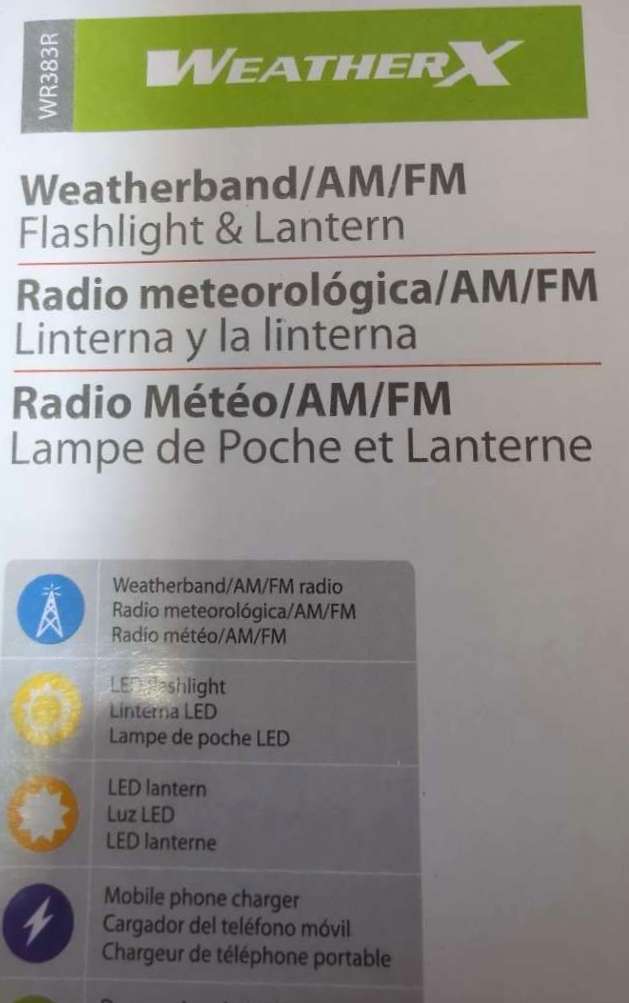 WR383R
WEATHERX
Weatherband/AM/FM
Flashlight & Lantern
Radio meteorológica/AM/FM
Linterna y la linterna
Radio Météo/AM/FM
Lampe de Poche et Lanterne
Weatherband/AM/FM radio
Radio meteorológica/AM/FM
Radio météo/AM/FM
LED flashlight
Linterna LED
Lampe de poche LED
LED lantern
Luz LED
LED lanterne
Mobile phone charger
Cargador del teléfono móvil
Chargeur de téléphone portable